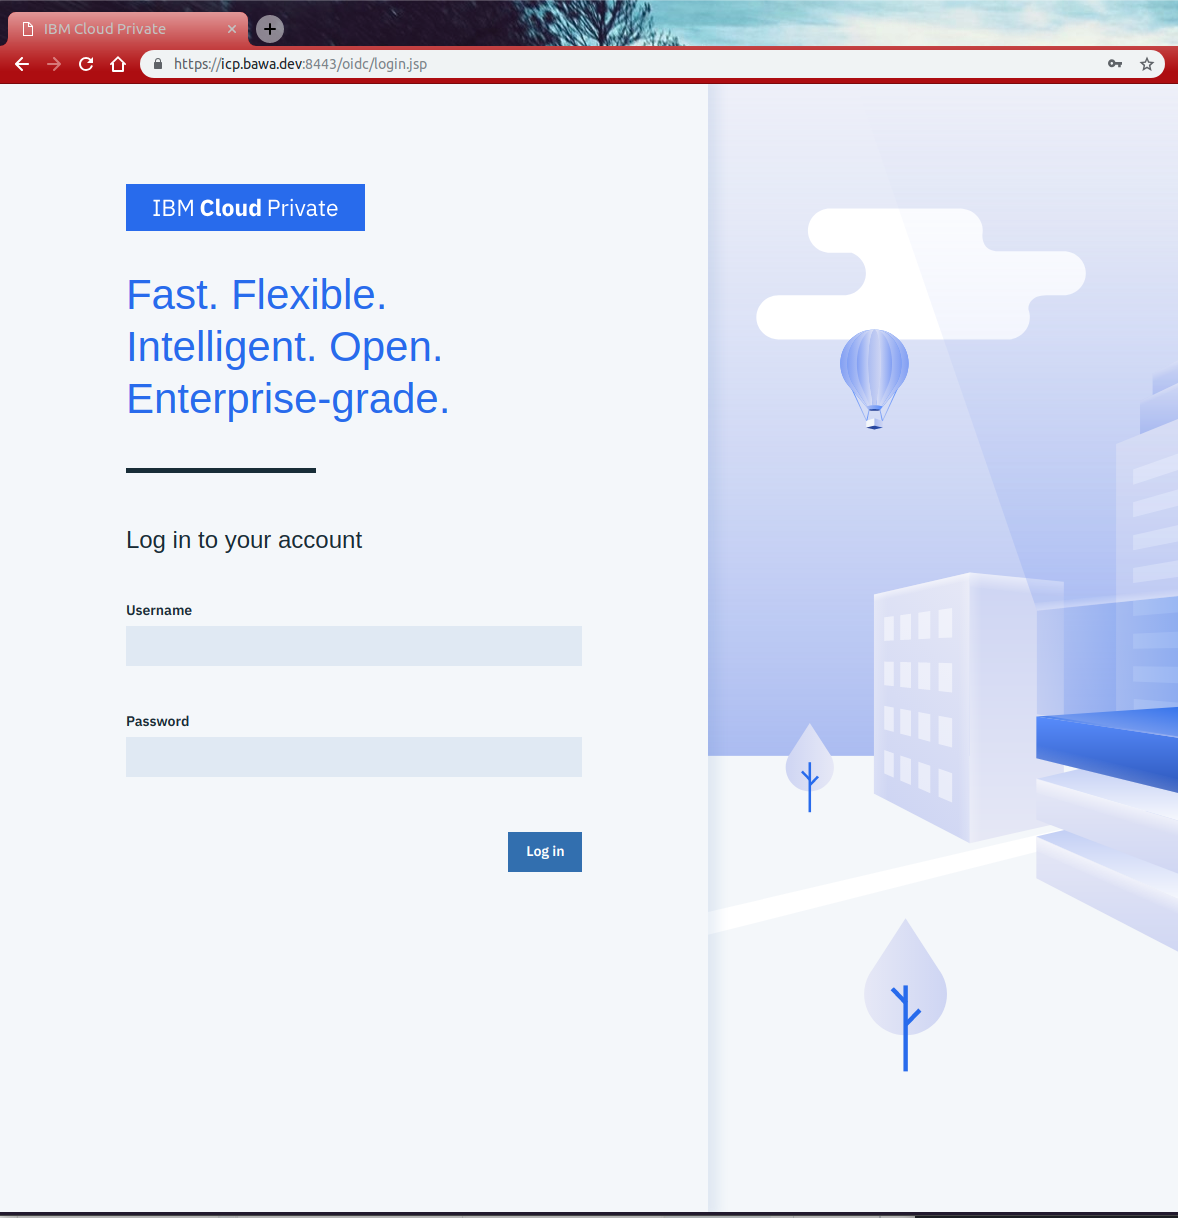 IBM Cloud Private
https://icp.bawa.dev:8443/oidc/login.jsp
IBM Cloud Private
Fast. Flexible.
Intelligent. Open.
Enterprise-grade.
Log in to your account
Username
Password
Log in